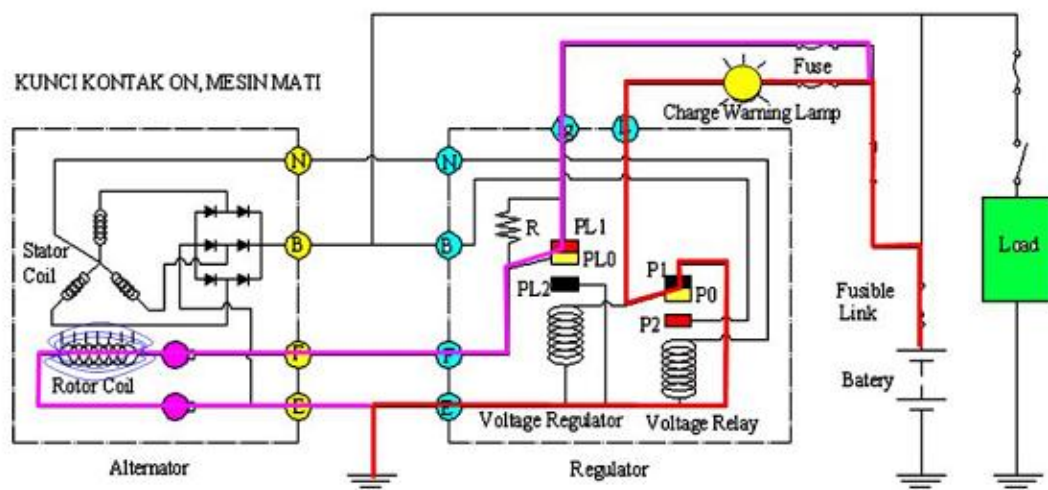 KUNCI KONTAK ON, MESIN MATI
Fuse
Charge Warning Lamp
Ig
L
N
N
R
PL1
PL0
PL2
B
B
P1
P0
P2
Stator
Coil
Load
Fusible
Link
F
F
Rotor Coil
Batery
E
E
Voltage Regulator
Voltage Relay
Alternator
Regulator